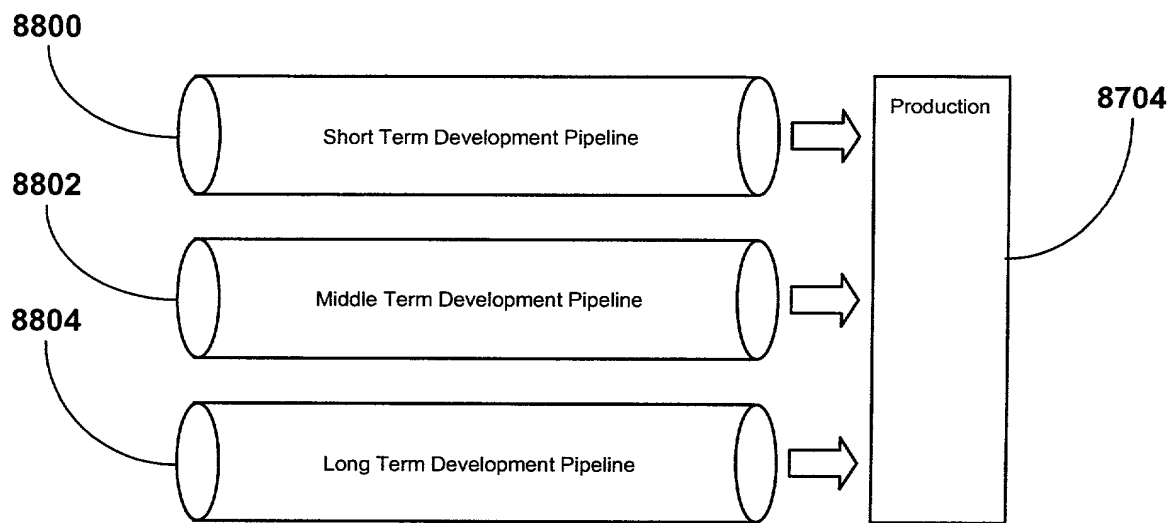 8800
Short Term Development Pipeline
Production
8704
8802
Middle Term Development Pipeline
8804
Long Term Development Pipeline